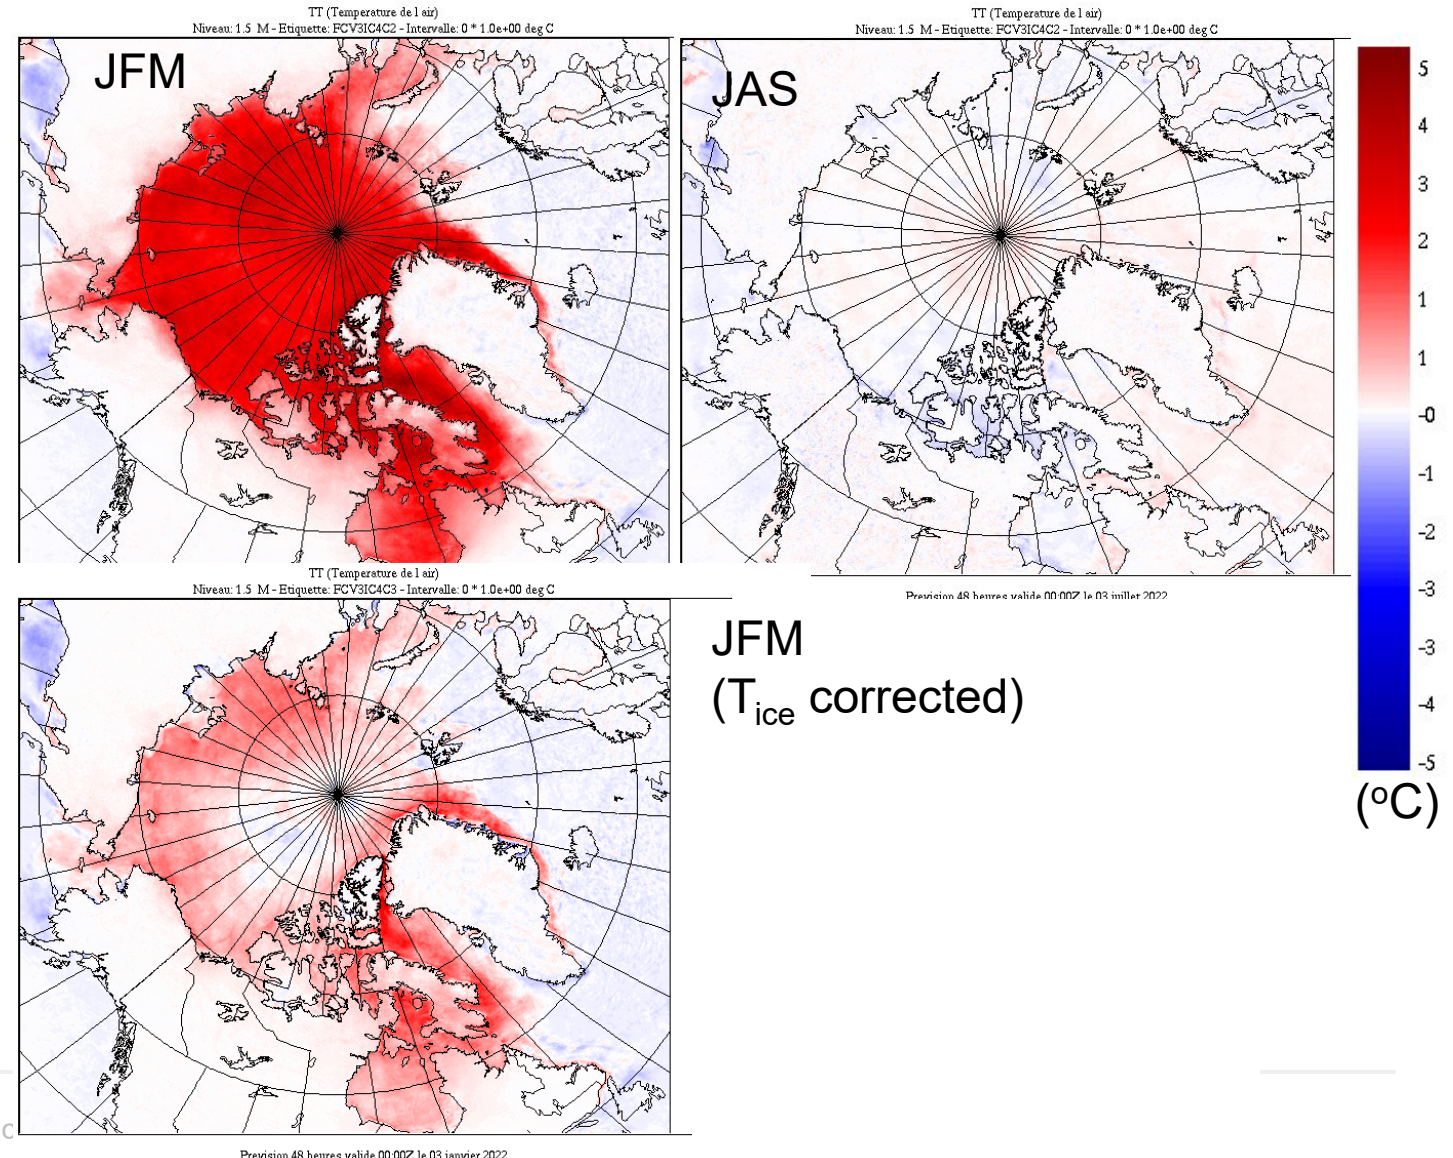 TT (Temperature de l air)
Niveau: 1.5 M - Etiquette: FCV3IC4C2 - Intervalle: 0 * 1.0e+00 deg C
JFM
TT (Temperature de l air)
Niveau: 1.5 M - Etiquette: FCV3IC4C2 - Intervalle: 0 * 1.0e+00 deg C
JAS
Prevision 48 heures valide 00:00Z le 03 juillet 2022
5
4
3
2
1
1
-0
-1
-2
-3
-3
-4
-5
(°C)
TT (Temperature de l air)
Niveau: 1.5 M - Etiquette: FCV3IC4C3 - Intervalle: 0 * 1.0e+00 deg C
JFM
(Tice corrected)
Prevision 48 heures valide 00:00Z le 03 janvier 2022